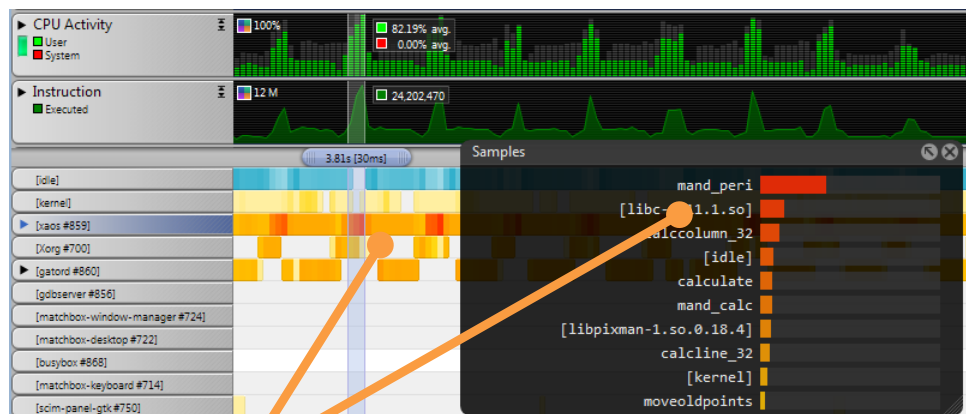 CPU Activity
User
System
100%
82.19% avg.
0.00% avg.
Instruction
Executed
12 M
24,202,470
3.81s [30ms]
Samples
[idle]
[kernel]
[xaos #859]
[Xorg #700]
[gatord #860]
[gdbserver #856]
[matchbox-window-manager #724]
[matchbox-desktop #722]
[busybox #868]
[matchbox-keyboard #714]
[scim-panel-gtk #750]
mand_peri
11.1.so]
calccolumn_32
[idle]
calculate
mand_calc
[libpixman-1.so.0.18.4]
calcline_32
[kernel]
moveoldpoints